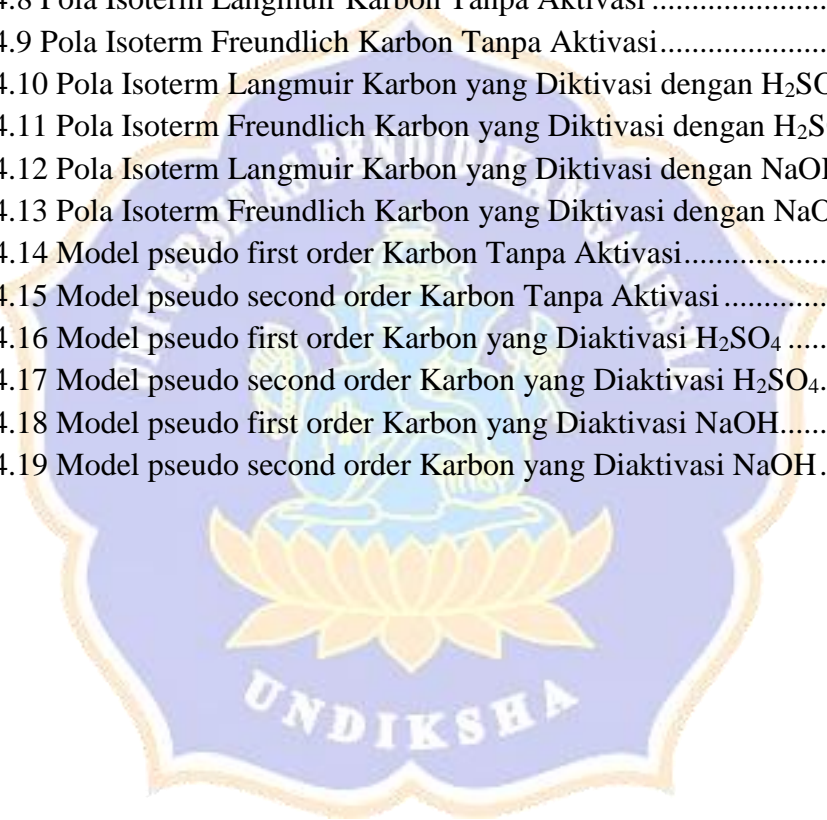 4.8 Pola Isoterm Langmuir Karbon Tanpa Aktivasi ......................
4.9 Pola Isoterm Freundlich Karbon Tanpa Aktivasi.....................
4.10 Pola Isoterm Langmuir Karbon yang Diktivasi dengan H₂SO
4.11 Pola Isoterm Freundlich Karbon yang Diktivasi dengan H₂S
4.12 Pola Isoterm Langmuir Karbon yang Diktivasi dengan NaOH
4.13 Pola Isoterm Freundlich Karbon yang Diktivasi dengan NaO
4.14 Model pseudo first order Karbon Tanpa Aktivasi..................
4.15 Model pseudo second order Karbon Tanpa Aktivasi .............
4.16 Model pseudo first order Karbon yang Diaktivasi H₂SO₄ .....
4.17 Model pseudo second order Karbon yang Diaktivasi H₂SO₄.
4.18 Model pseudo first order Karbon yang Diaktivasi NaOH......
4.19 Model pseudo second order Karbon yang Diaktivasi NaOH .
UNIVERSITAS PENDIDIKAN GANESHA
UNDIKSHA